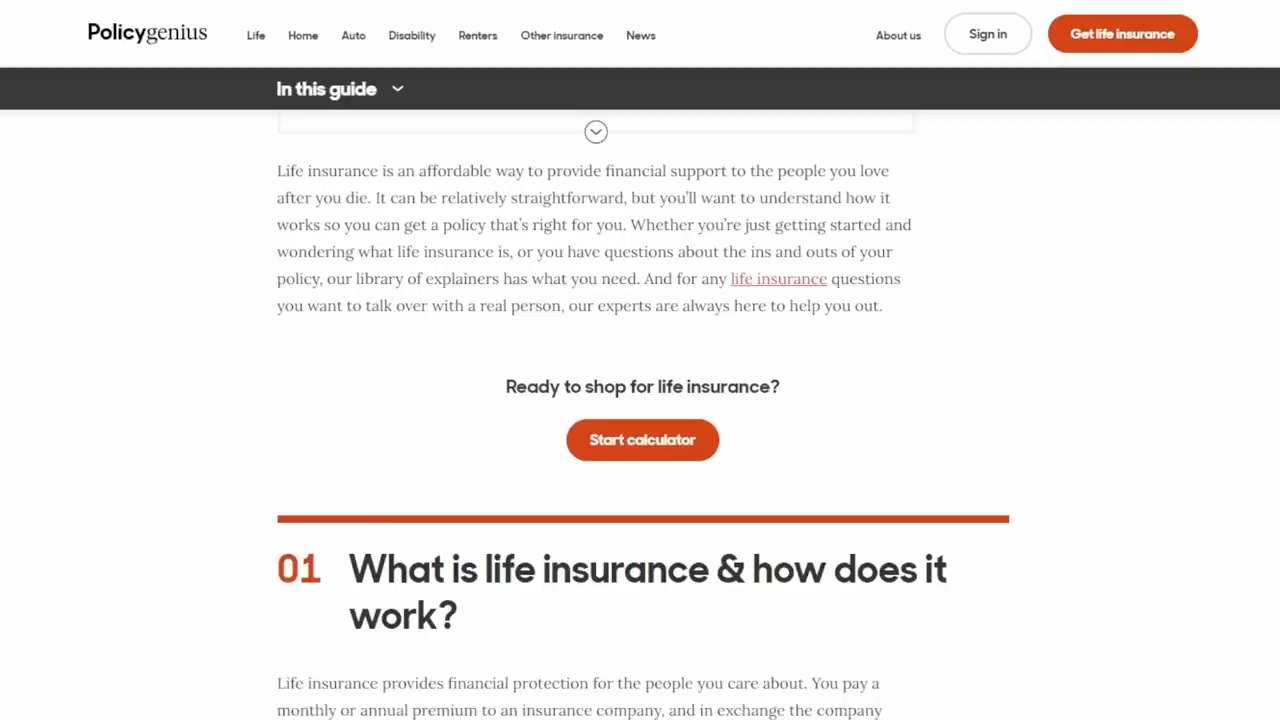 Policygenius Life Home Auto Disability Renters Other insurance News About us Sign in Get life insurance
In this guide
Life insurance is an affordable way to provide financial support to the people you love
after you die. It can be relatively straightforward, but you’ll want to understand how it
works so you can get a policy that’s right for you. Whether you’re just getting started and
wondering what life insurance is, or you have questions about the ins and outs of your
policy, our library of explainers has what you need. And for any life insurance questions
you want to talk over with a real person, our experts are always here to help you out.
Ready to shop for life insurance?
Start calculator
01 What is life insurance & how does it
work?
Life insurance provides financial protection for the people you care about. You pay a
monthly or annual premium to an insurance company, and in exchange the company